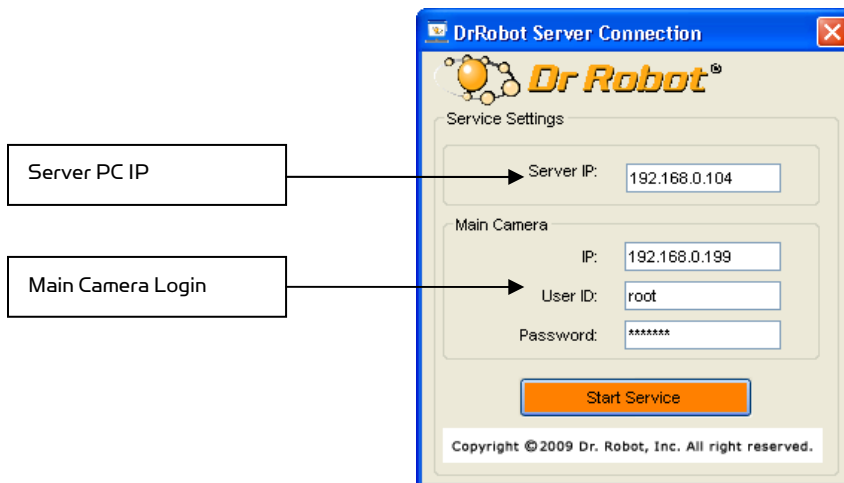 DrRobot Server Connection
Dr Robot®
Service Settings
Server PC IP
Server IP: 192.168.0.104
Main Camera
IP: 192.168.0.199
Main Camera Login
User ID: root
Password: *******
Start Service
Copyright ©2009 Dr. Robot, Inc. All right reserved.